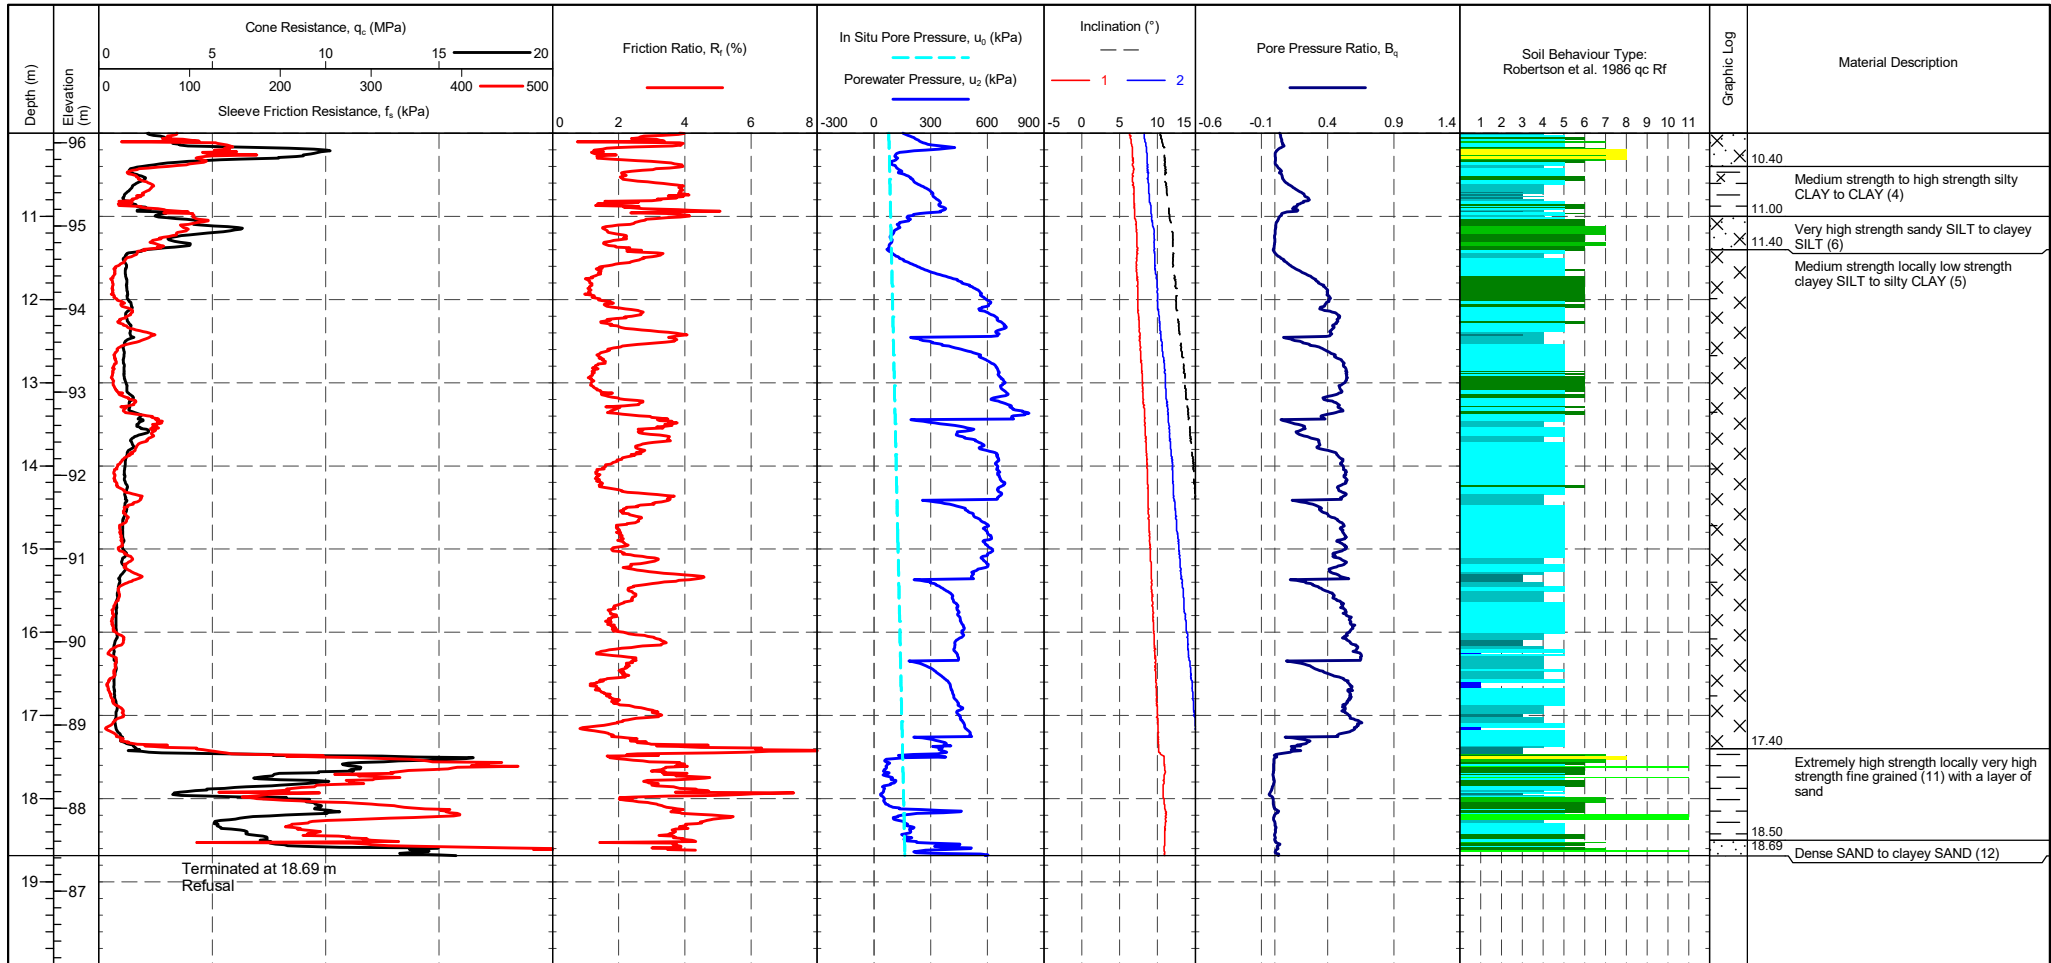 Cone Resistance, qc (MPa)
0 5 10 15 20
0 100 200 300 400 500
Sleeve Friction Resistance, fs (kPa)
Depth (m)
Elevation (m)
Friction Ratio, Rf (%)
0 2 4 6 8
In Situ Pore Pressure, u0 (kPa)
Porewater Pressure, u2 (kPa)
-300 0 300 600 900
Inclination (°)
1 2
-5 0 5 10 15
Pore Pressure Ratio, Bq
-0.6 -0.1 0.4 0.9 1.4
Soil Behaviour Type:
Robertson et al. 1986 qc Rf
1 2 3 4 5 6 7 8 9 10 11
Graphic Log
Material Description
96
10.40
Medium strength to high strength silty
CLAY to CLAY (4)
11
11.00
95
Very high strength sandy SILT to clayey
SILT (6)
11.40
Medium strength locally low strength
clayey SILT to silty CLAY (5)
12
94
13
93
14
92
15
91
16
90
17
89
17.40
Extremely high strength locally very high
strength fine grained (11) with a layer of
sand
18
88
18.50
18.69
Dense SAND to clayey SAND (12)
Terminated at 18.69 m
Refusal
19
87